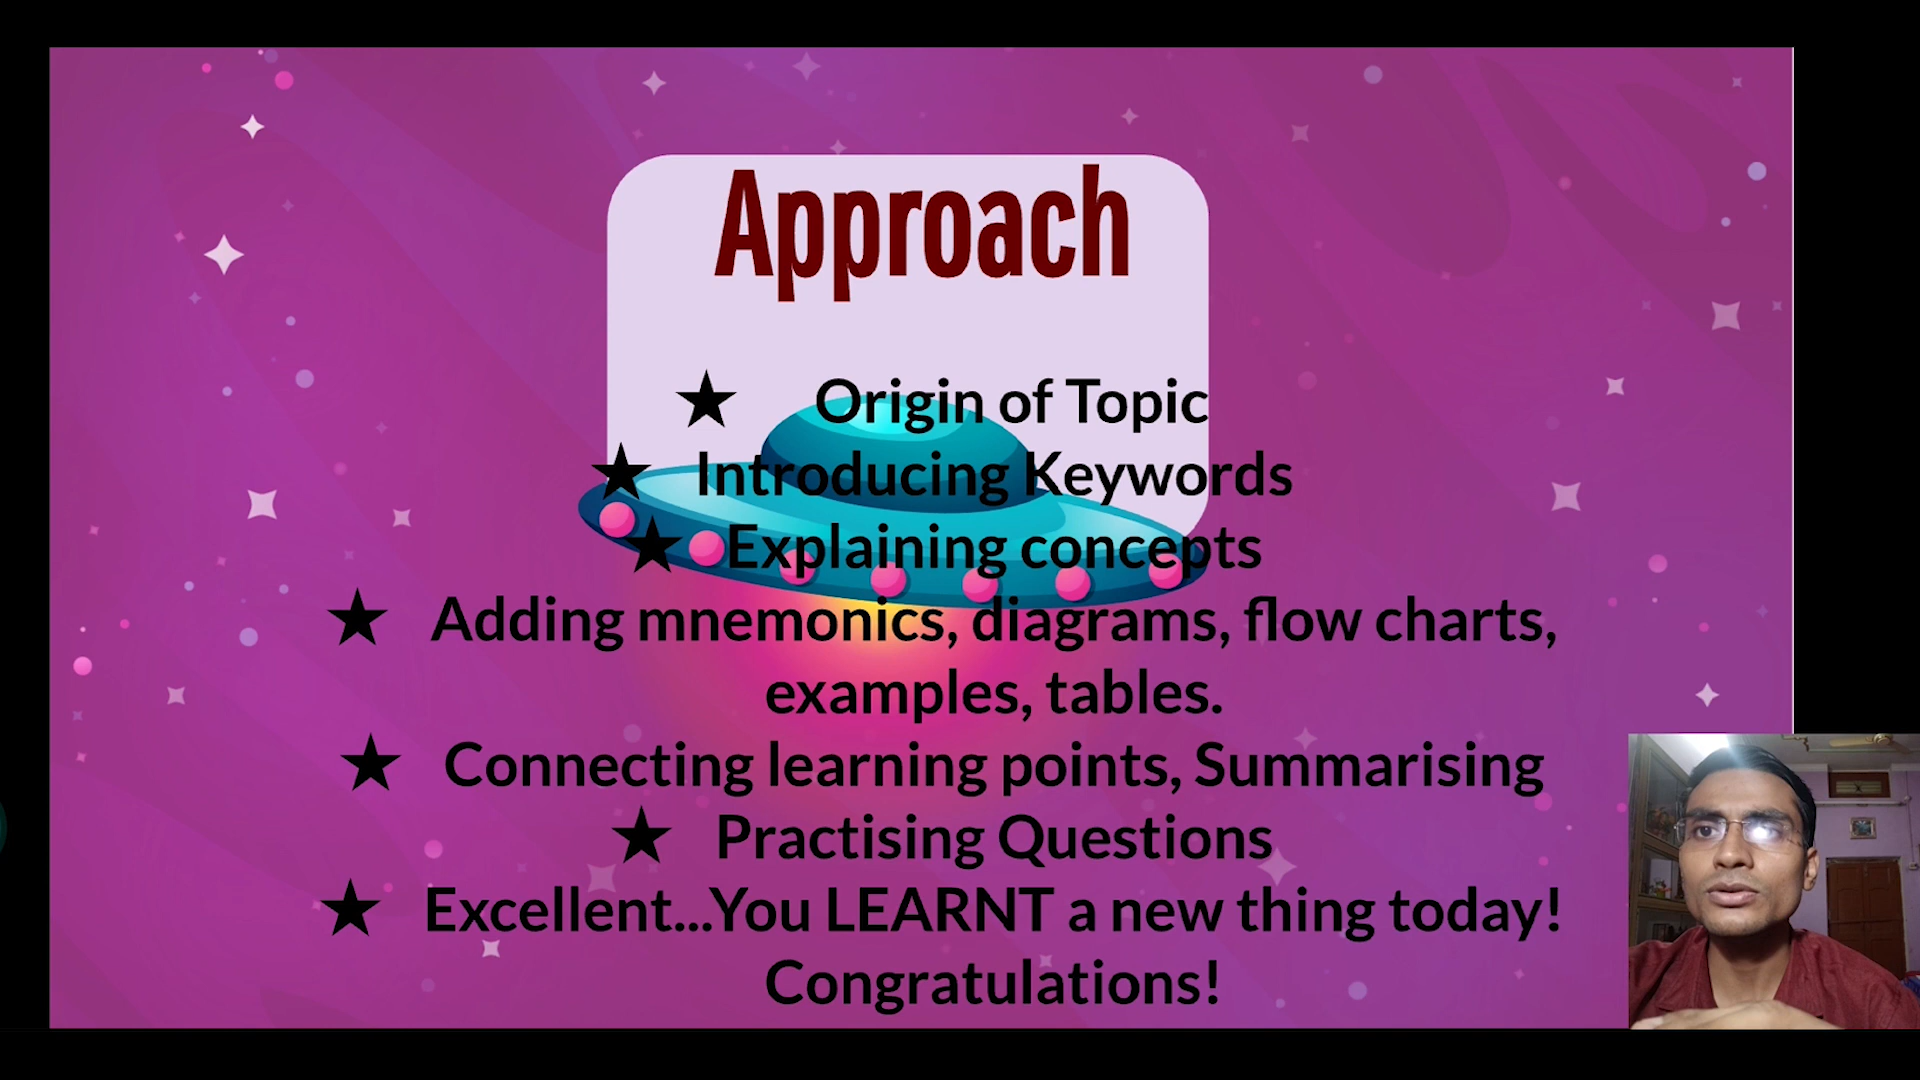 Approach
★ Origin of Topic
★ Introducing Keywords
★ Explaining concepts
★ Adding mnemonics, diagrams, flow charts,
examples, tables.
★ Connecting learning points, Summarising
★ Practising Questions
★ Excellent...You LEARNT a new thing today!
Congratulations!